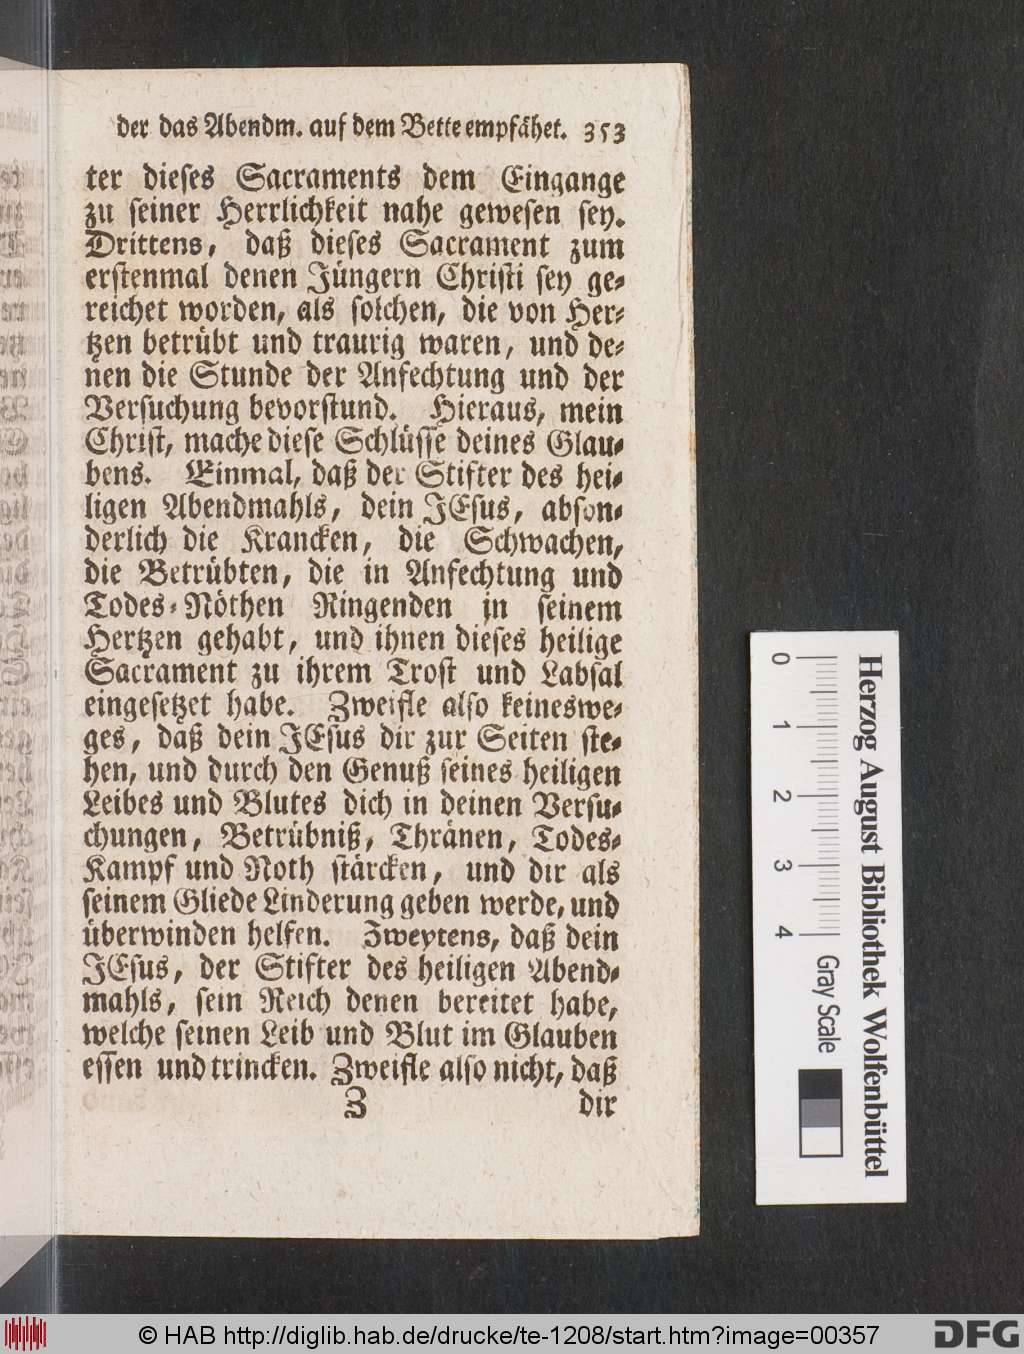 der das Abendm. auf dem Bette empfähet. 353
ter dieses Sacraments dem Eingange
zu seiner Herrlichkeit nahe gewesen sey.
Drittens, daß dieses Sacrament zum
erstenmal denen Jüngern Christi sey ge⸗
reichet worden, als solchen, die von Her⸗
tzen betrübt und traurig waren, und de⸗
nen die Stunde der Anfechtung und der
Versuchung bevorstund. Hieraus, mein
Christ, mache diese Schlüsse deines Glau⸗
bens. Einmal, daß der Stifter des hei⸗
ligen Abendmahls, dein JEsus, abson⸗
derlich die Krancken, die Schwachen,
die Betrübten, die in Anfechtung und
Todes⸗Nöthen Ringenden in seinem
Hertzen gehabt, und ihnen dieses heilige
Sacrament zu ihrem Trost und Labsal
eingesetzet habe. Zweifle also keineswe⸗
ges, daß dein JEsus dir zur Seiten ste⸗
hen, und durch den Genuß seines heiligen
Leibes und Blutes dich in deinen Versu⸗
chungen, Betrübniß, Thränen, Todes⸗
Kampf und Noth stärcken, und dir als
seinem Gliede Linderung geben werde, und
überwinden helfen. Zweytens, daß dein
JEsus, der Stifter des heiligen Abend⸗
mahls, sein Reich denen bereitet habe,
welche seinen Leib und Blut im Glauben
essen und trincken. Zweifle also nicht, daß
Z dir
0 1 2 3 4 Gray Scale
Herzog August Bibliothek Wolfenbüttel
© HAB http://diglib.hab.de/drucke/te-1208/start.htm?image=00357
DFG